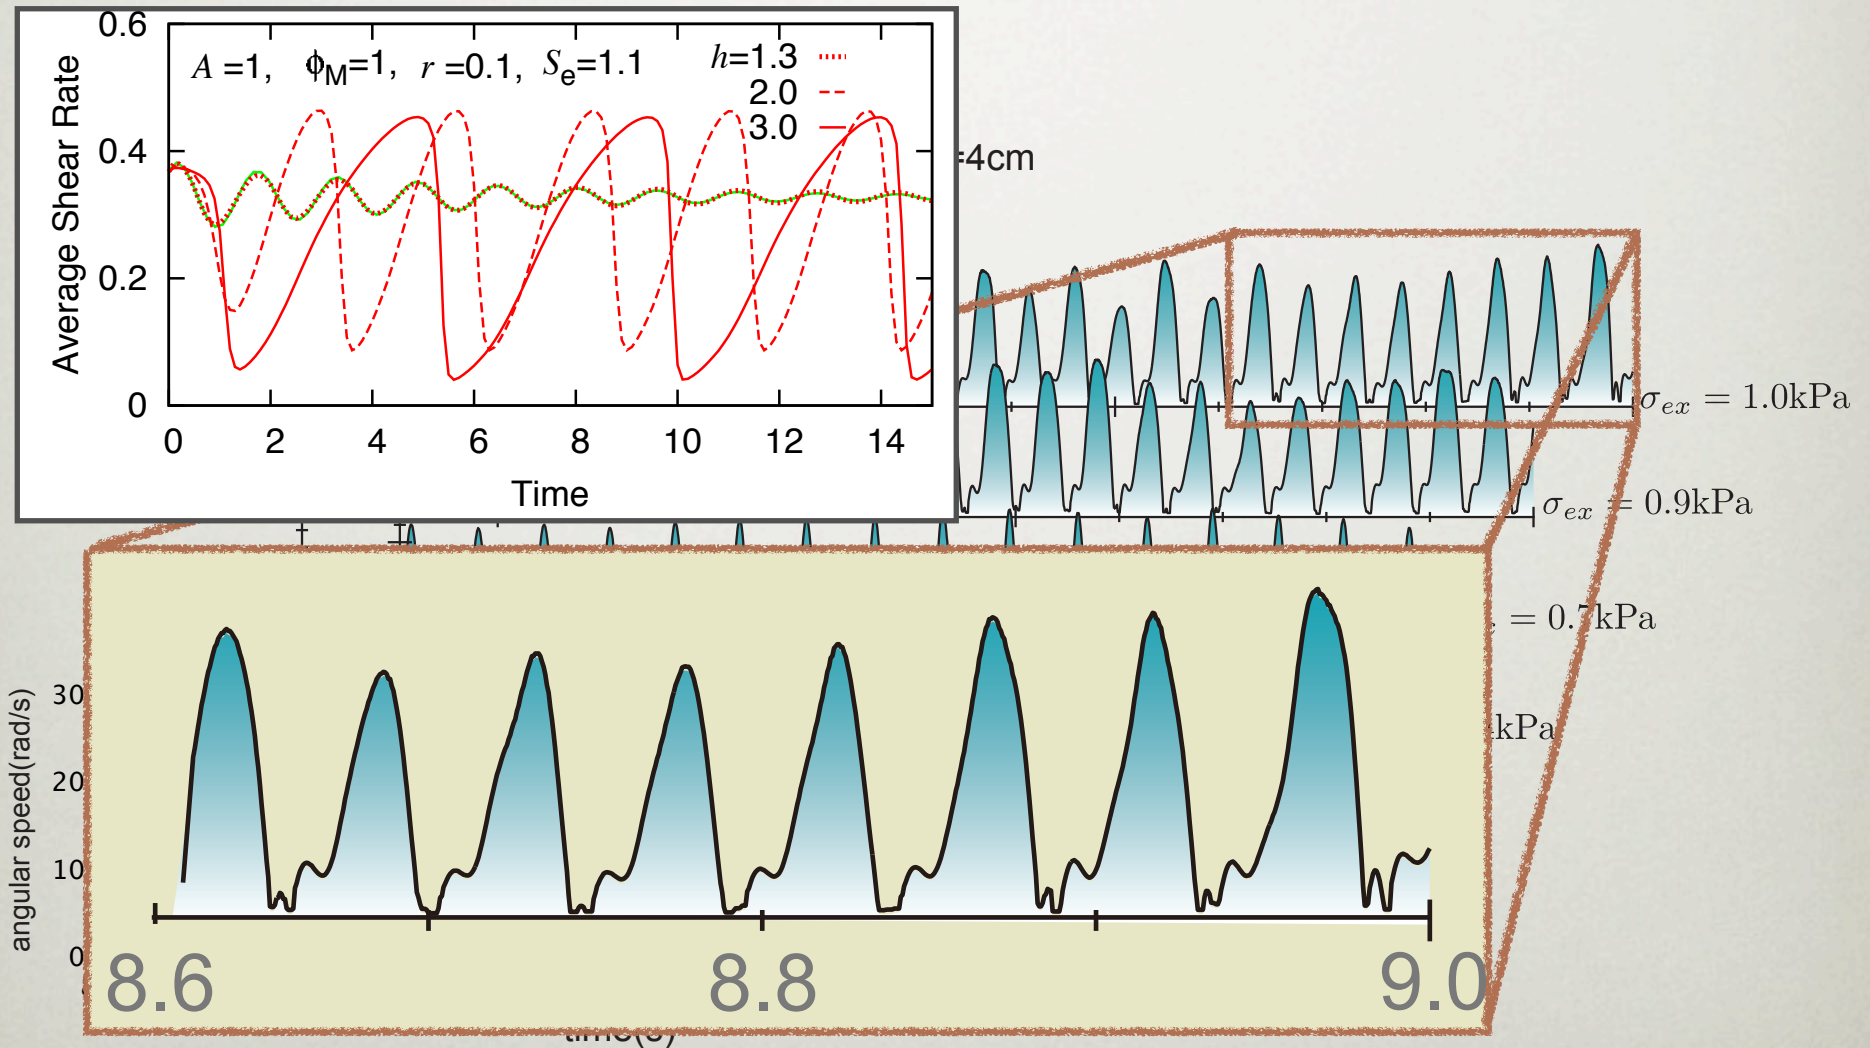 0.6
A =1, ϕM=1, r =0.1, Se=1.1
h=1.3
2.0
3.0
0.4
0.2
0
Average Shear Rate
0 2 4 6 8 10 12 14
Time
=4cm
σex = 1.0kPa
σex = 0.9kPa
= 0.7kPa
kPa
angular speed(rad/s)
30
20
10
0
8.6 8.8 9.0
time(s)